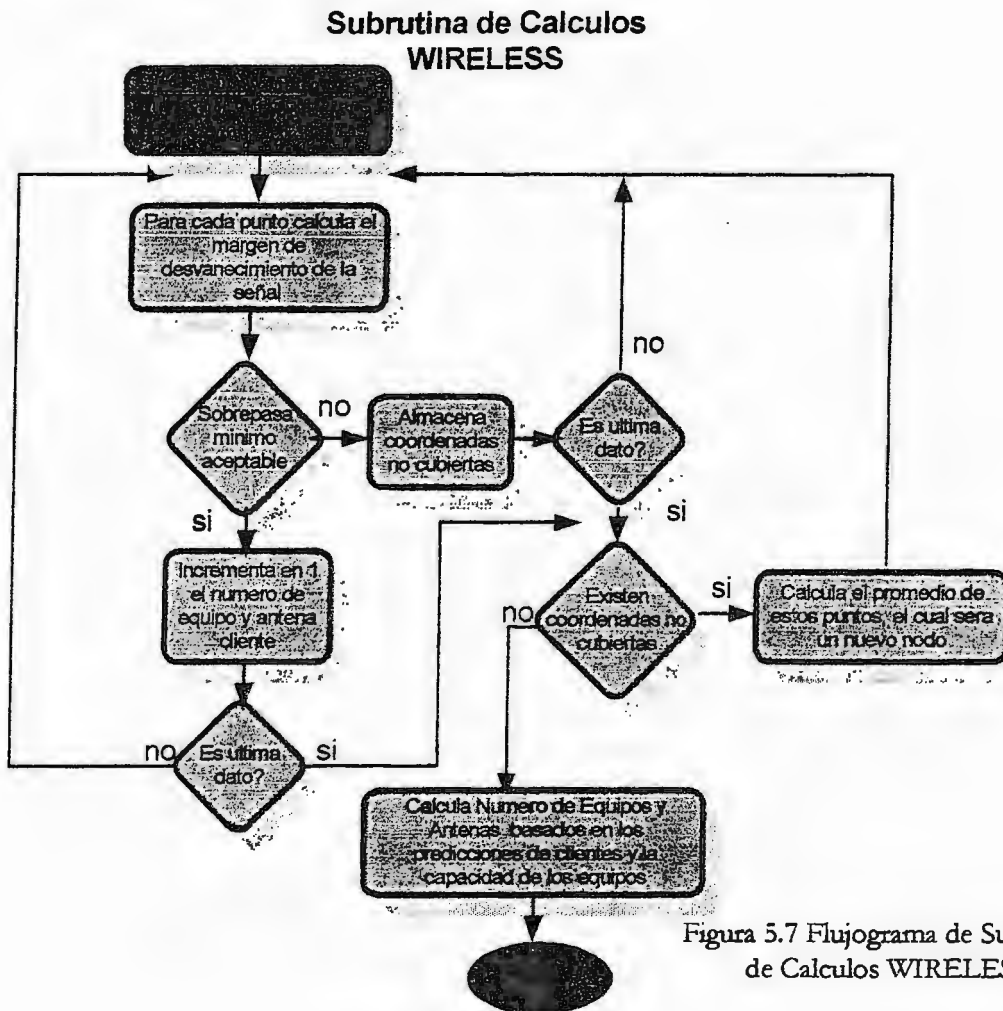 Subrutina de Calculos
WIRELESS
Para cada punto calcula el
margen de
desvanecimiento de la
señal
Sobrepasa
minimo
aceptable
no
Almacena
coordenadas
no cubiertas
Es ultima
dato?
no
si
si
Incrementa en 1
el numero de
equipo y antena
cliente
Existen
coordenadas no
cubiertas
no
si
Calcula el promedio de
estos puntos, el cual sera
un nuevo nodo
Es ultima
dato?
no
si
Calcula Numero de Equipos y
Antenas, basados en los
predicciones de clientes y la
capacidad de los equipos
Figura 5.7 Flujograma de Su
de Calculos WIRELES